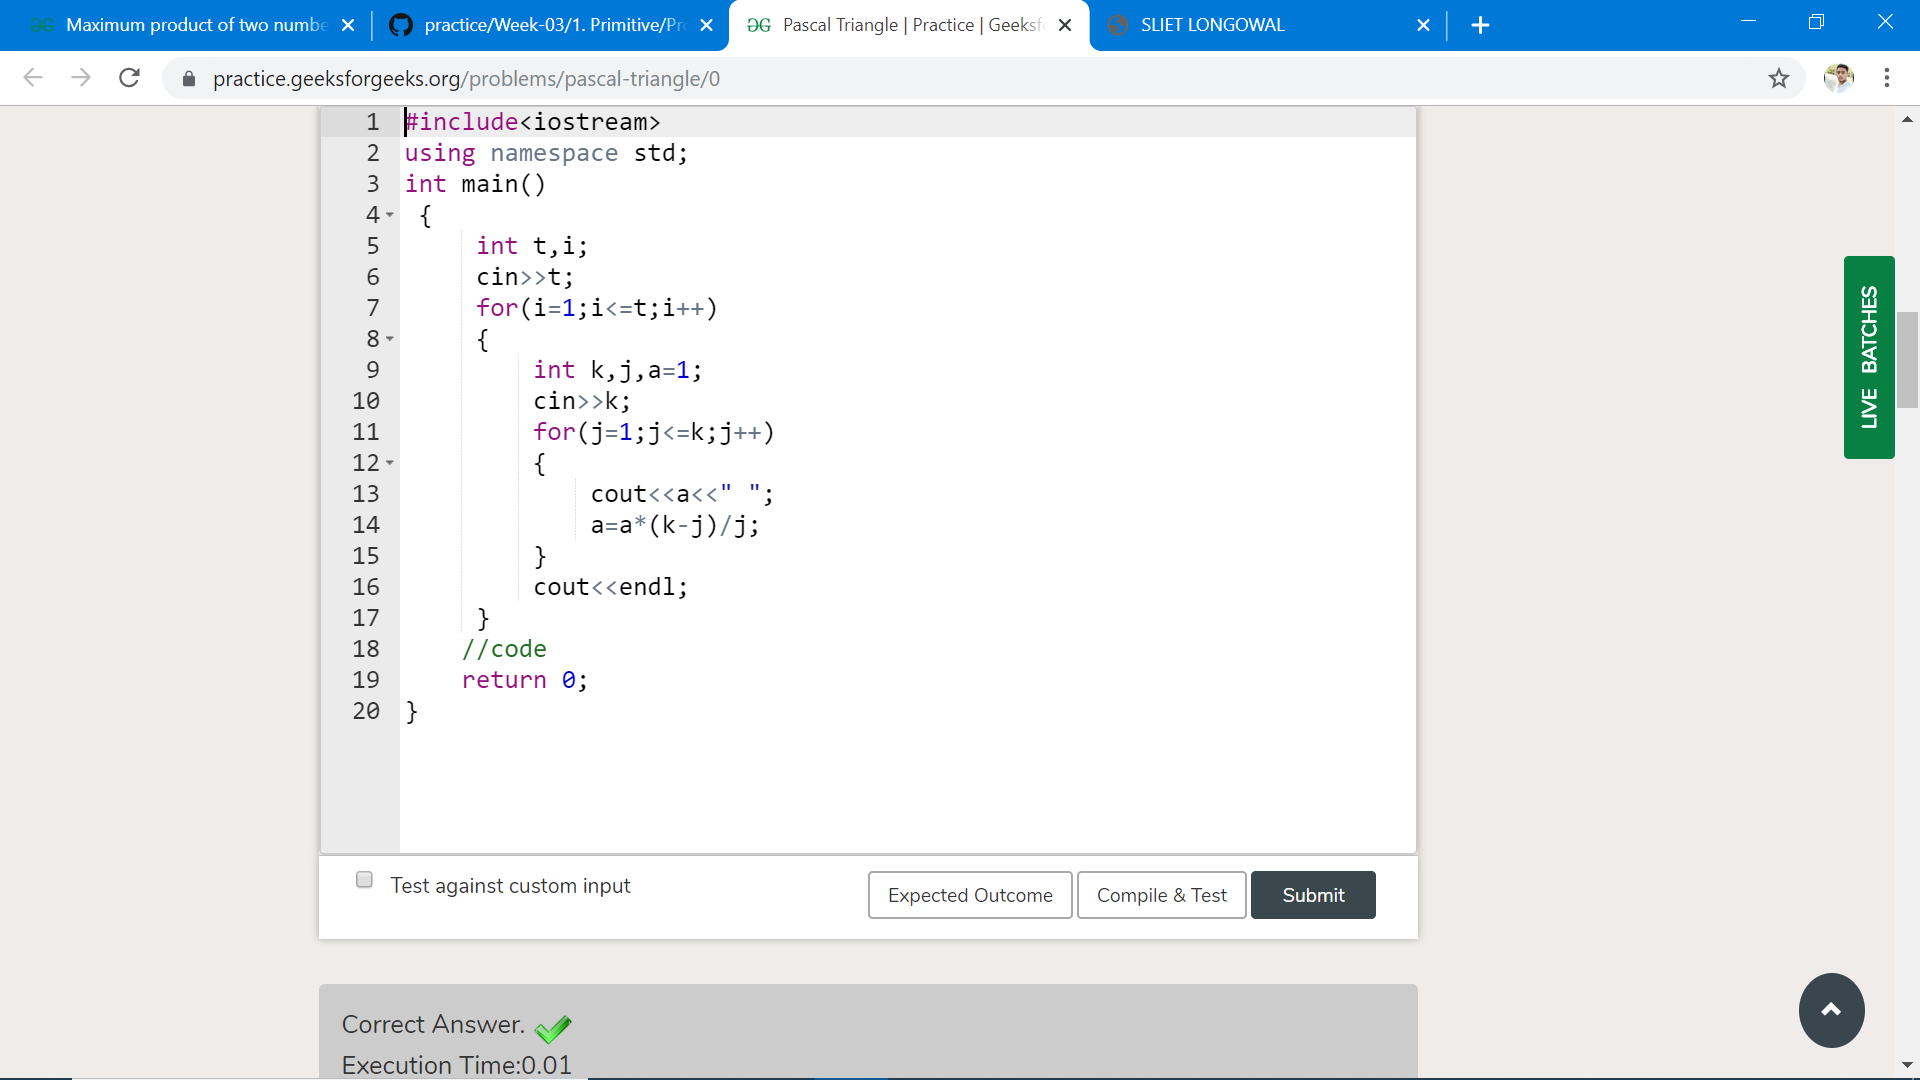 Maximum product of two numbe
practice/Week-03/1. Primitive/Pr
Pascal Triangle | Practice | Geeksf
SLIET LONGOWAL
practice.geeksforgeeks.org/problems/pascal-triangle/0
1 #include<iostream>
2 using namespace std;
3 int main()
4 {
5 int t,i;
6 cin>>t;
7 for(i=1;i<=t;i++)
8 {
9 int k,j,a=1;
10 cin>>k;
11 for(j=1;j<=k;j++)
12 {
13 cout<<a<<" ";
14 a=a*(k-j)/j;
15 }
16 cout<<endl;
17 }
18 //code
19 return 0;
20 }
LIVE BATCHES
Test against custom input
Expected Outcome
Compile & Test
Submit
Correct Answer.
Execution Time:0.01